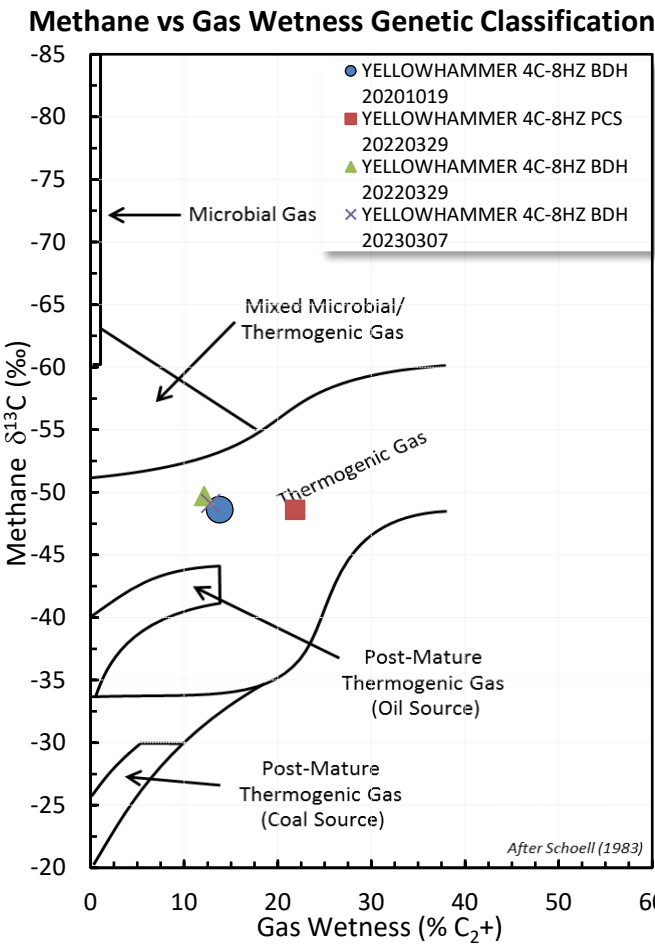 Methane vs Gas Wetness Genetic Classification
YELLOWHAMMER 4C-8HZ BDH
20201019
YELLOWHAMMER 4C-8HZ PCS
20220329
YELLOWHAMMER 4C-8HZ BDH
20220329
YELLOWHAMMER 4C-8HZ BDH
20230307
-85
-80
-75
-70
-65
-60
-55
-50
-45
-40
-35
-30
-25
-20
Methane δ¹³C (‰)
Microbial Gas
Mixed Microbial/
Thermogenic Gas
Thermogenic Gas
Post-Mature
Thermogenic Gas
(Oil Source)
Post-Mature
Thermogenic Gas
(Coal Source)
After Schoell (1983)
0 10 20 30 40 50 60
Gas Wetness (% C₂+)